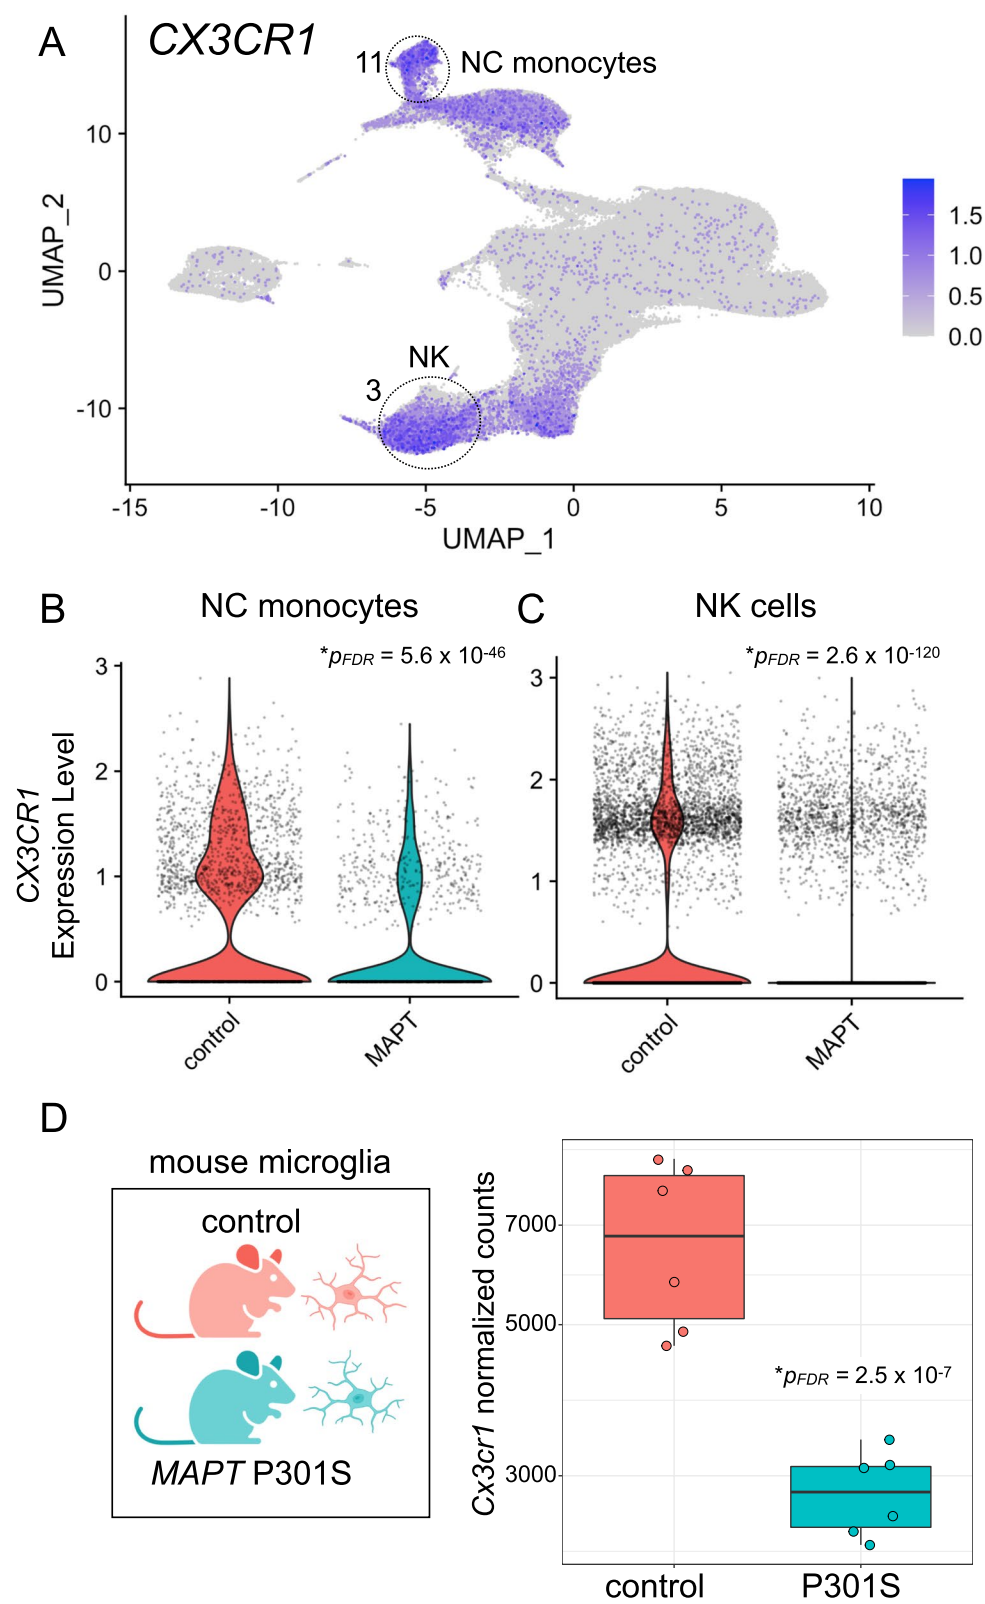 A
CX3CR1
11
NC monocytes
10
0
-10
UMAP_2
NK
3
1.5
1.0
0.5
0.0
-15
-10
-5
0
5
10
UMAP_1
B
NC monocytes
*pFDR = 5.6 x 10-46
3
2
1
0
CX3CR1
Expression Level
control
MAPT
C
NK cells
*pFDR = 2.6 x 10-120
3
2
1
0
control
MAPT
D
mouse microglia
control
MAPT P301S
Cx3cr1 normalized counts
7000
5000
3000
*pFDR = 2.5 x 10-7
control
P301S